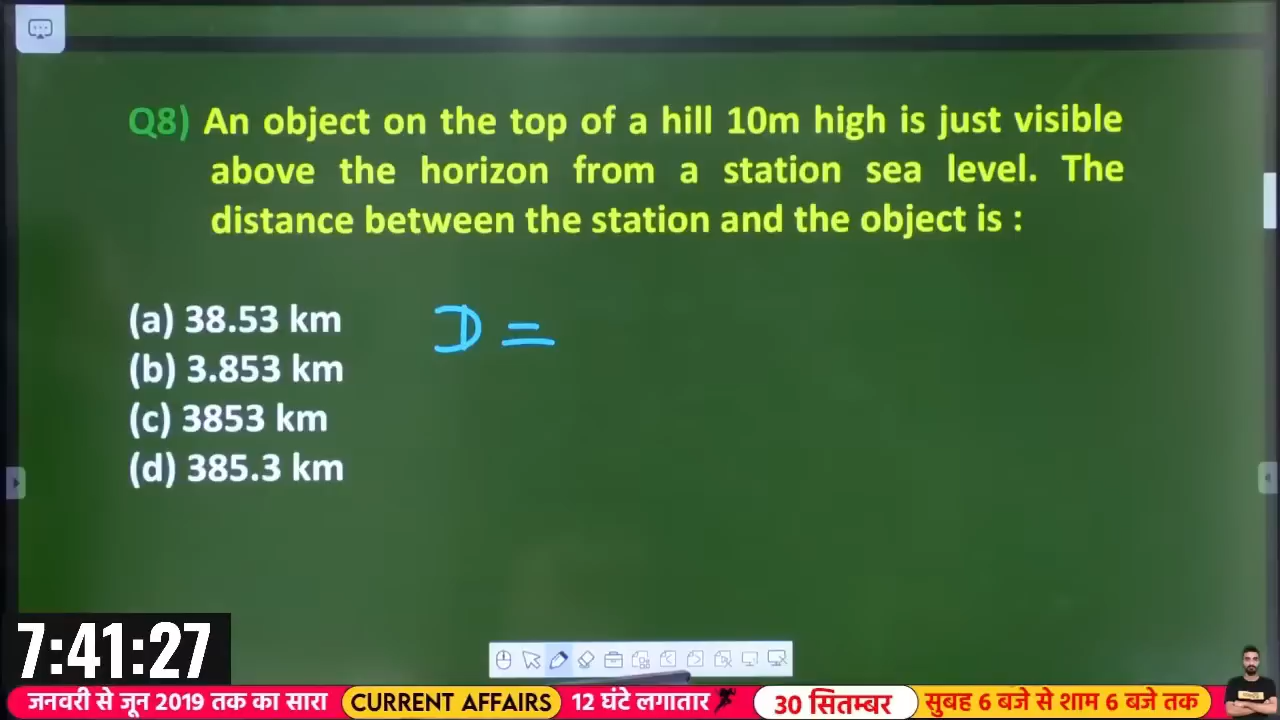 Q8) An object on the top of a hill 10m high is just visible
above the horizon from a station sea level. The
distance between the station and the object is :
(a) 38.53 km
(b) 3.853 km
(c) 3853 km
(d) 385.3 km
D =
7:41:27
जनवरी से जून 2019 तक का सारा CURRENT AFFAIRS 12 घंटे लगातार 30 सितम्बर सुबह 6 बजे से शाम 6 बजे तक